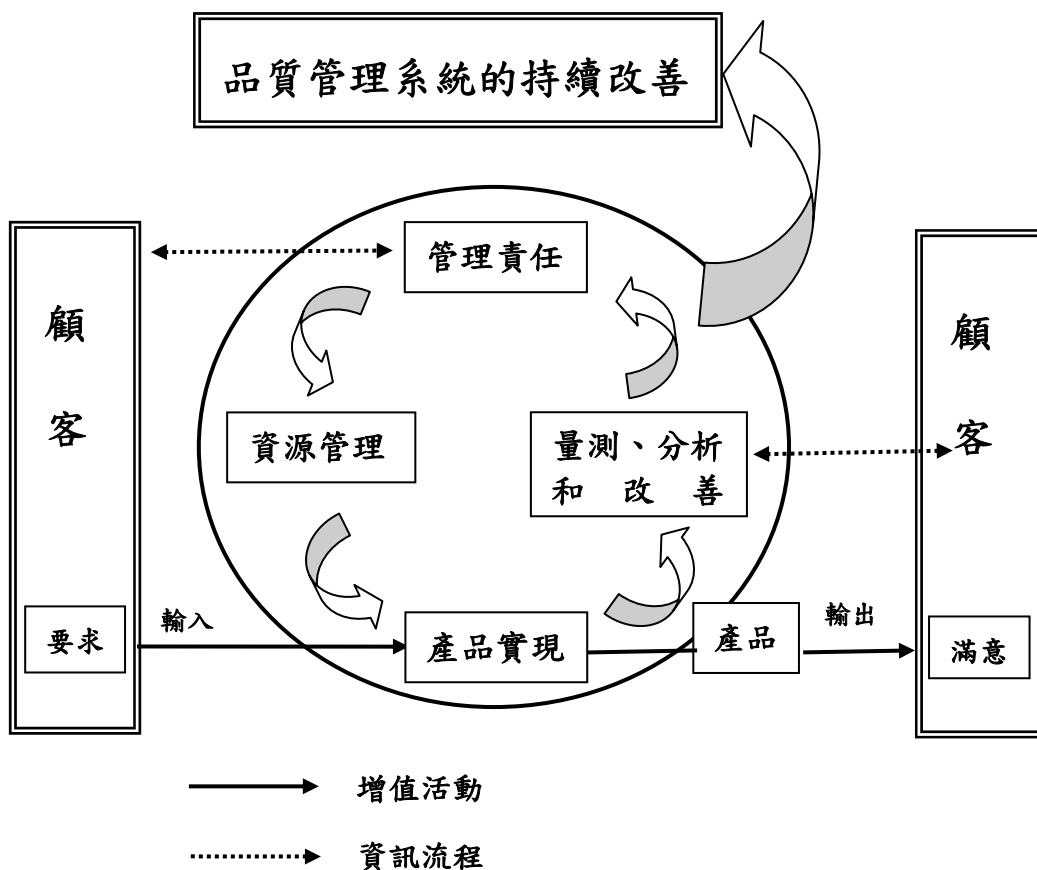 品質管理系統的持續改善
管理責任
顧
客
顧
客
資源管理
量測、分析
和改善
要求
輸入
產品實現
產品
輸出
滿意
增值活動
資訊流程